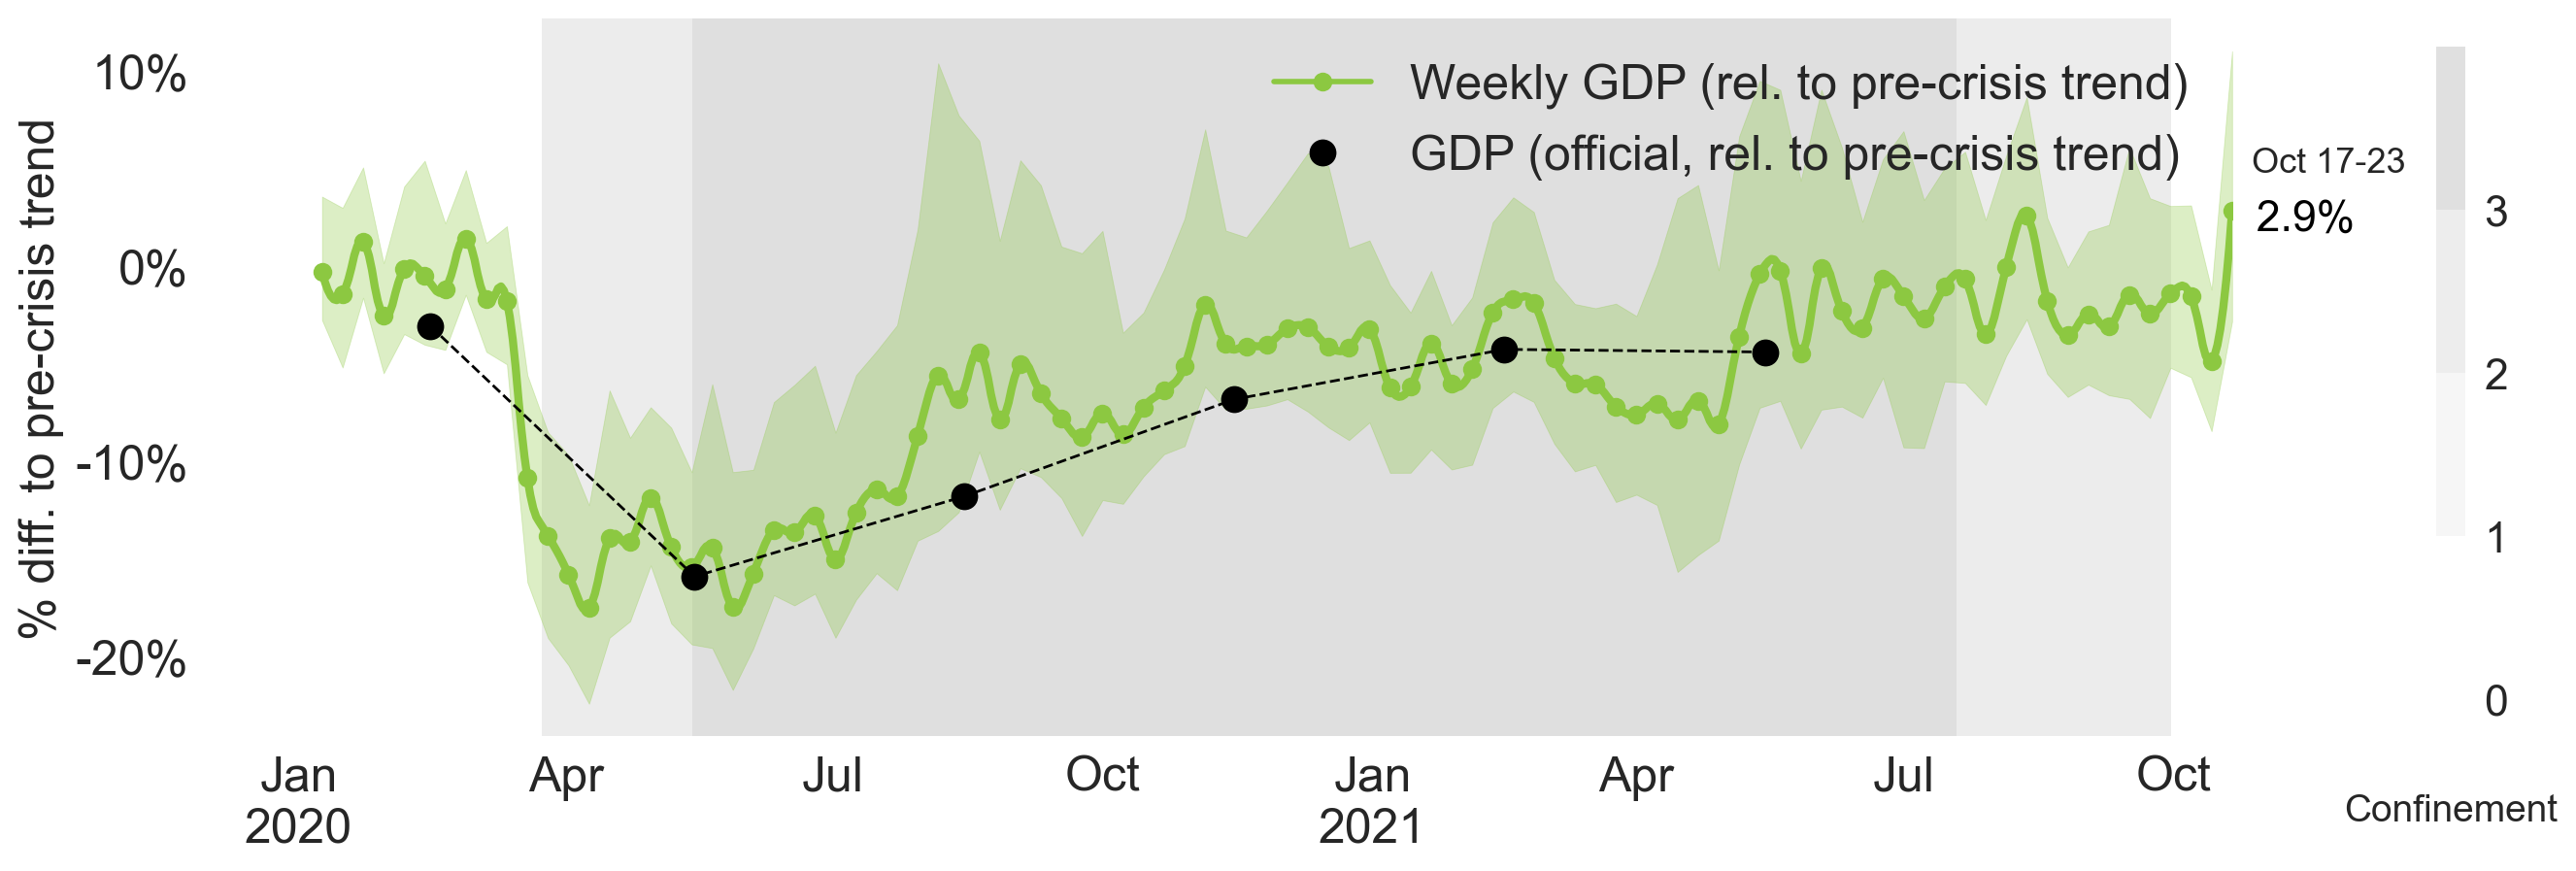 % diff. to pre-crisis trend
10%
0%
-10%
-20%
Weekly GDP (rel. to pre-crisis trend)
GDP (official, rel. to pre-crisis trend)
Oct 17-23
2.9%
3
2
1
0
Confinement
Jan
2020
Apr
Jul
Oct
Jan
2021
Apr
Jul
Oct